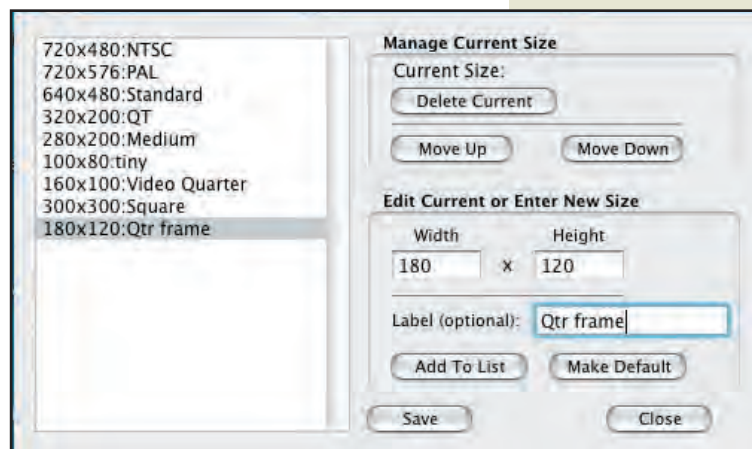 720x480:NTSC
720x576:PAL
640x480:Standard
320x200:QT
280x200:Medium
100x80:tiny
160x100:Video Quarter
300x300:Square
180x120:Qtr frame
Manage Current Size
Current Size:
Delete Current
Move Up Move Down
Edit Current or Enter New Size
Width Height
180 x 120
Label (optional): Qtr frame
Add To List Make Default
Save Close